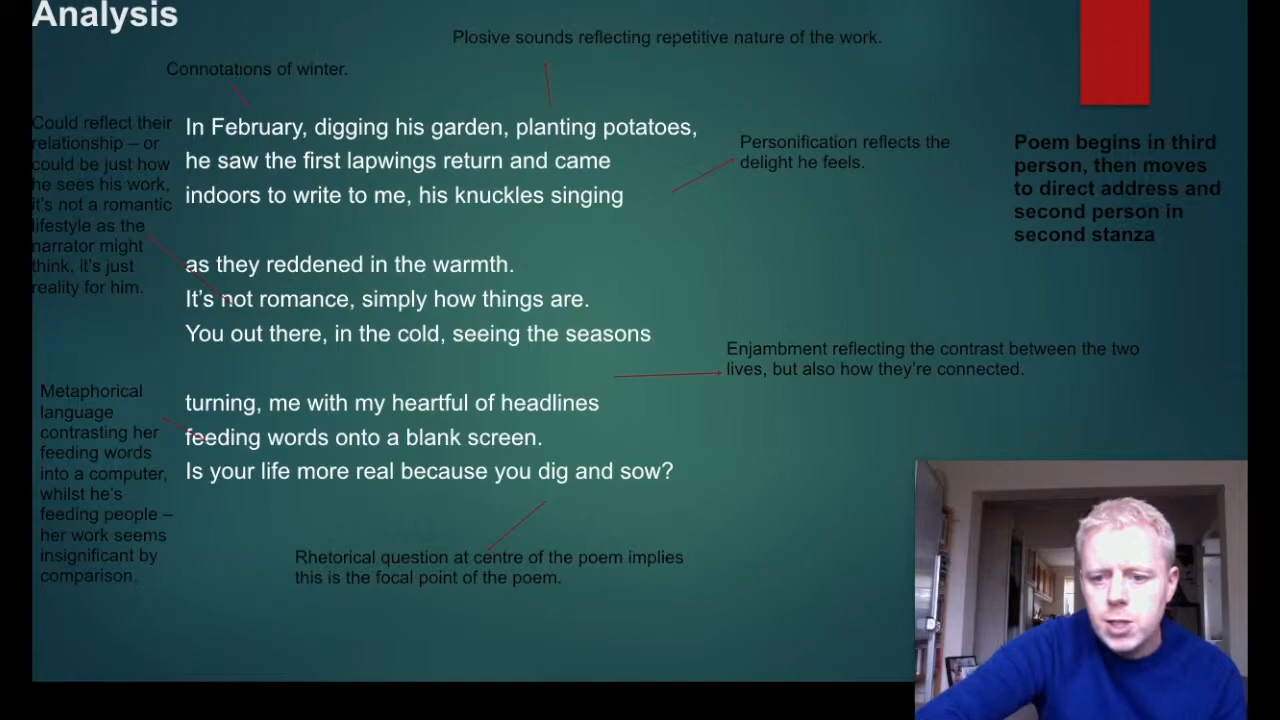 Analysis
Plosive sounds reflecting repetitive nature of the work.
Connotations of winter.
Could reflect their
relationship – or
could be just how
he sees his work,
it's not a romantic
lifestyle as the
narrator might
think, it's just
reality for him.
In February, digging his garden, planting potatoes,
he saw the first lapwings return and came
indoors to write to me, his knuckles singing
Personification reflects the
delight he feels.
Poem begins in third
person, then moves
to direct address and
second person in
second stanza
as they reddened in the warmth.
It's not romance, simply how things are.
You out there, in the cold, seeing the seasons
Enjambment reflecting the contrast between the two
lives, but also how they're connected.
Metaphorical
language
contrasting her
feeding words
into a computer,
whilst he's
feeding people –
her work seems
insignificant by
comparison.
turning, me with my heartful of headlines
feeding words onto a blank screen.
Is your life more real because you dig and sow?
Rhetorical question at centre of the poem implies
this is the focal point of the poem.